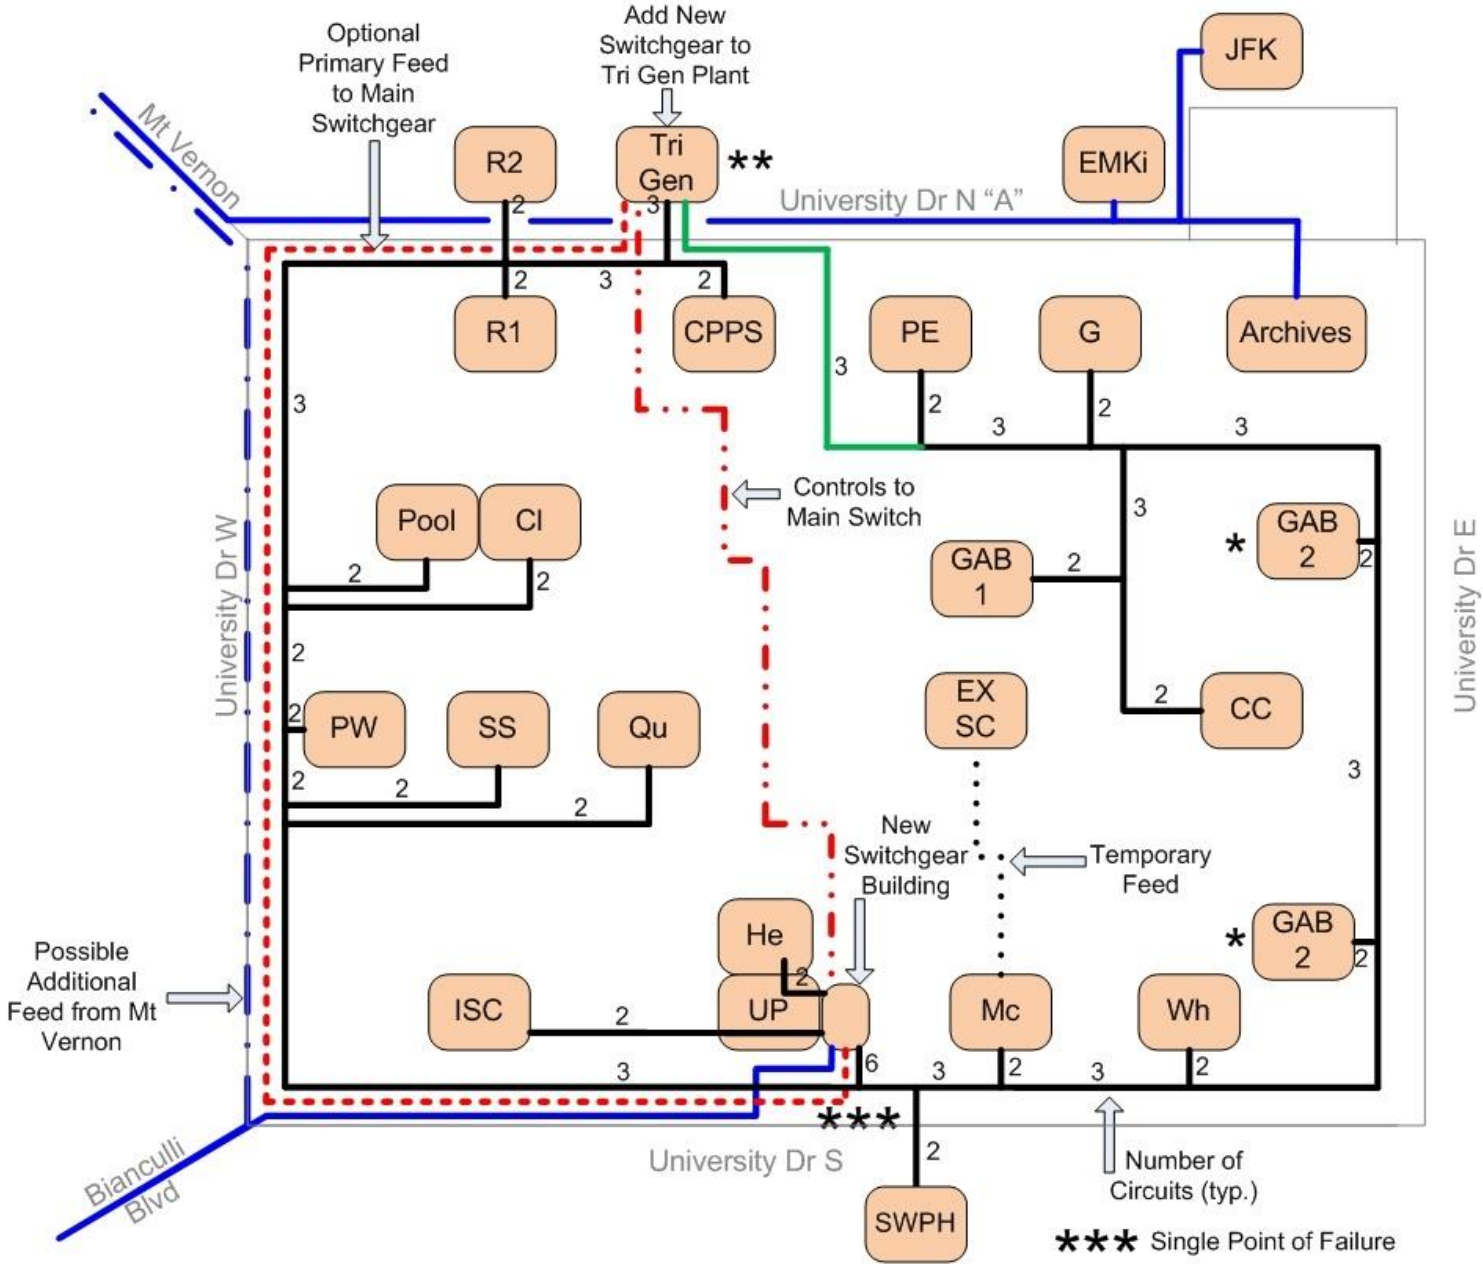 Optional
Primary Feed
to Main
Switchgear
Add New
Switchgear to
Tri Gen Plant
JFK
Mt Vernon
R2
Tri
Gen
**
EMKi
University Dr N “A”
2
3
2
3
2
R1
CPPS
PE
G
Archives
3
3
2
2
3
3
Pool
CI
Controls to
Main Switch
3
GAB
2
*
2
GAB
1
2
2
2
University Dr W
University Dr E
2
2
PW
SS
Qu
EX
SC
2
CC
2
2
2
3
New
Switchgear
Building
Temporary
Feed
He
2
GAB
2
*
2
Possible
Additional
Feed from Mt
Vernon
ISC
2
UP
Mc
Wh
3
6
3
2
3
2
***
Bianculli
Blvd
University Dr S
2
Number of
Circuits (typ.)
SWPH
*** Single Point of Failure